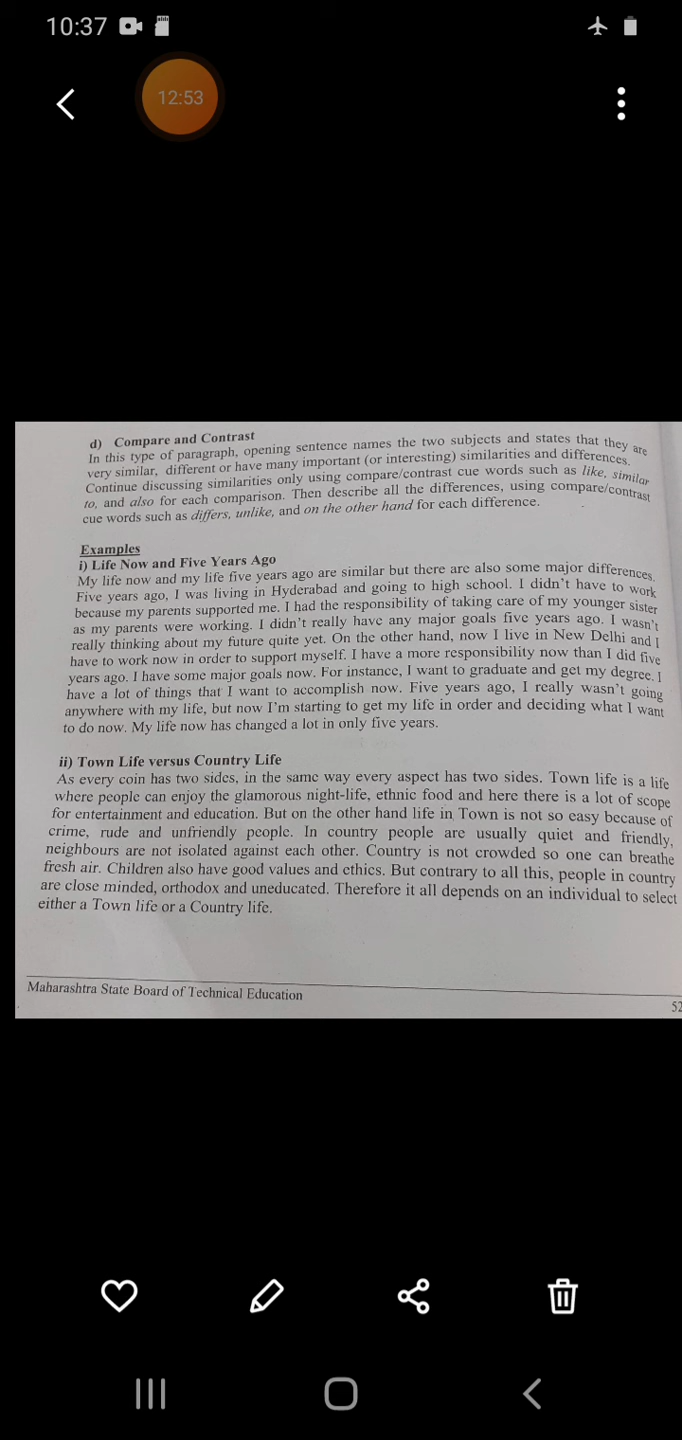 10:37
12:53
d) Compare and Contrast
In this type of paragraph, opening sentence names the two subjects and states that they are
very similar, different or have many important (or interesting) similarities and differences.
Continue discussing similarities only using compare/contrast cue words such as like, similar
to, and also for each comparison. Then describe all the differences, using compare/contrast
cue words such as differs, unlike, and on the other hand for each difference.
Examples
i) Life Now and Five Years Ago
My life now and my life five years ago are similar but there are also some major differences.
Five years ago, I was living in Hyderabad and going to high school. I didn't have to work
because my parents supported me. I had the responsibility of taking care of my younger sister
as my parents were working. I didn't really have any major goals five years ago. I wasn't
really thinking about my future quite yet. On the other hand, now I live in New Delhi and I
have to work now in order to support myself. I have a more responsibility now than I did five
years ago. I have some major goals now. For instance, I want to graduate and get my degree. I
have a lot of things that I want to accomplish now. Five years ago, I really wasn't going
anywhere with my life, but now I'm starting to get my life in order and deciding what I want
to do now. My life now has changed a lot in only five years.
ii) Town Life versus Country Life
As every coin has two sides, in the same way every aspect has two sides. Town life is a life
where people can enjoy the glamorous night-life, ethnic food and here there is a lot of scope
for entertainment and education. But on the other hand life in Town is not so easy because of
crime, rude and unfriendly people. In country people are usually quiet and friendly,
neighbours are not isolated against each other. Country is not crowded so one can breathe
fresh air. Children also have good values and ethics. But contrary to all this, people in country
are close minded, orthodox and uneducated. Therefore it all depends on an individual to select
either a Town life or a Country life.
Maharashtra State Board of Technical Education
52